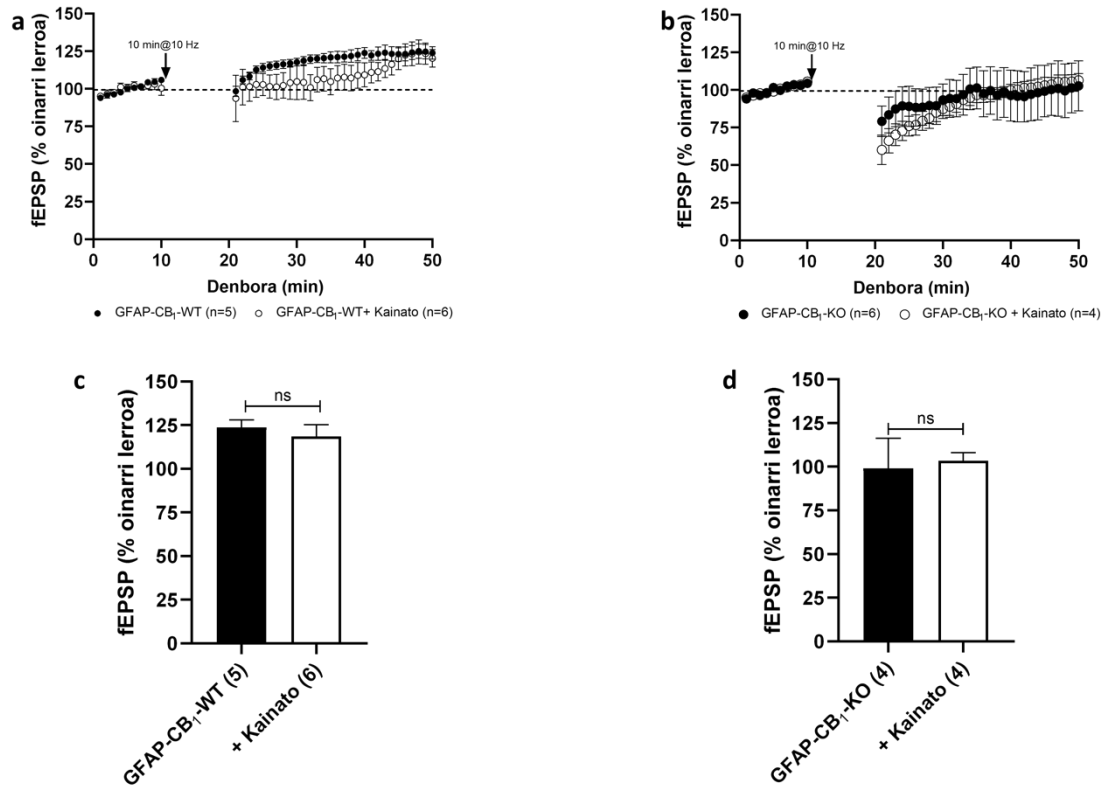 a
fEPSP (% oinarri lerroa)
150
125
100
75
50
25
0
10 min@10 Hz
0 10 20 30 40 50
Denbora (min)
GFAP-CB₁-WT (n=5) GFAP-CB₁-WT+ Kainato (n=6)
b
fEPSP (% oinarri lerroa)
150
125
100
75
50
25
0
10 min@10 Hz
0 10 20 30 40 50
Denbora (min)
GFAP-CB₁-KO (n=6) GFAP-CB₁-KO + Kainato (n=4)
c
fEPSP (% oinarri lerroa)
150
125
100
75
50
25
0
ns
GFAP-CB₁-WT (5)
+ Kainato (6)
d
fEPSP (% oinarri lerroa)
150
125
100
75
50
25
0
ns
GFAP-CB₁-KO (4)
+ Kainato (4)